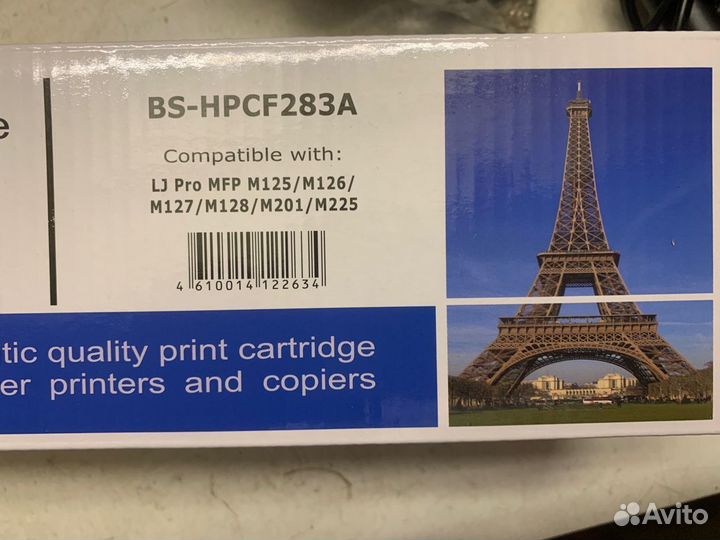 e
BS-HPCF283A
Compatible with:
LJ Pro MFP M125/M126/
M127/M128/M201/M225
4 610014 122634
tic quality print cartridge
er printers and copiers
Avito